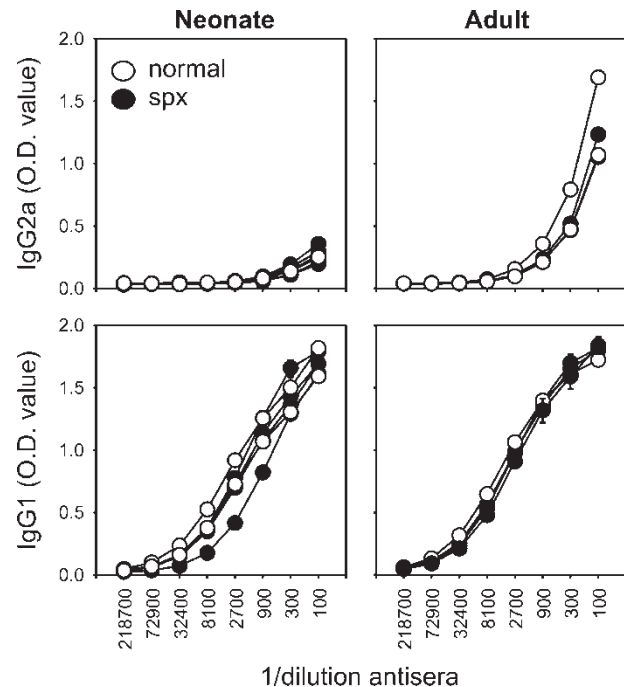 Neonate Adult
IgG2a (O.D. value)
2.0
1.5
1.0
0.5
0.0
normal
spx
IgG1 (O.D. value)
2.0
1.5
1.0
0.5
0.0
218700 72900 32400 8100 2700 900 300 100 218700 72900 32400 8100 2700 900 300 100
1/dilution antisera